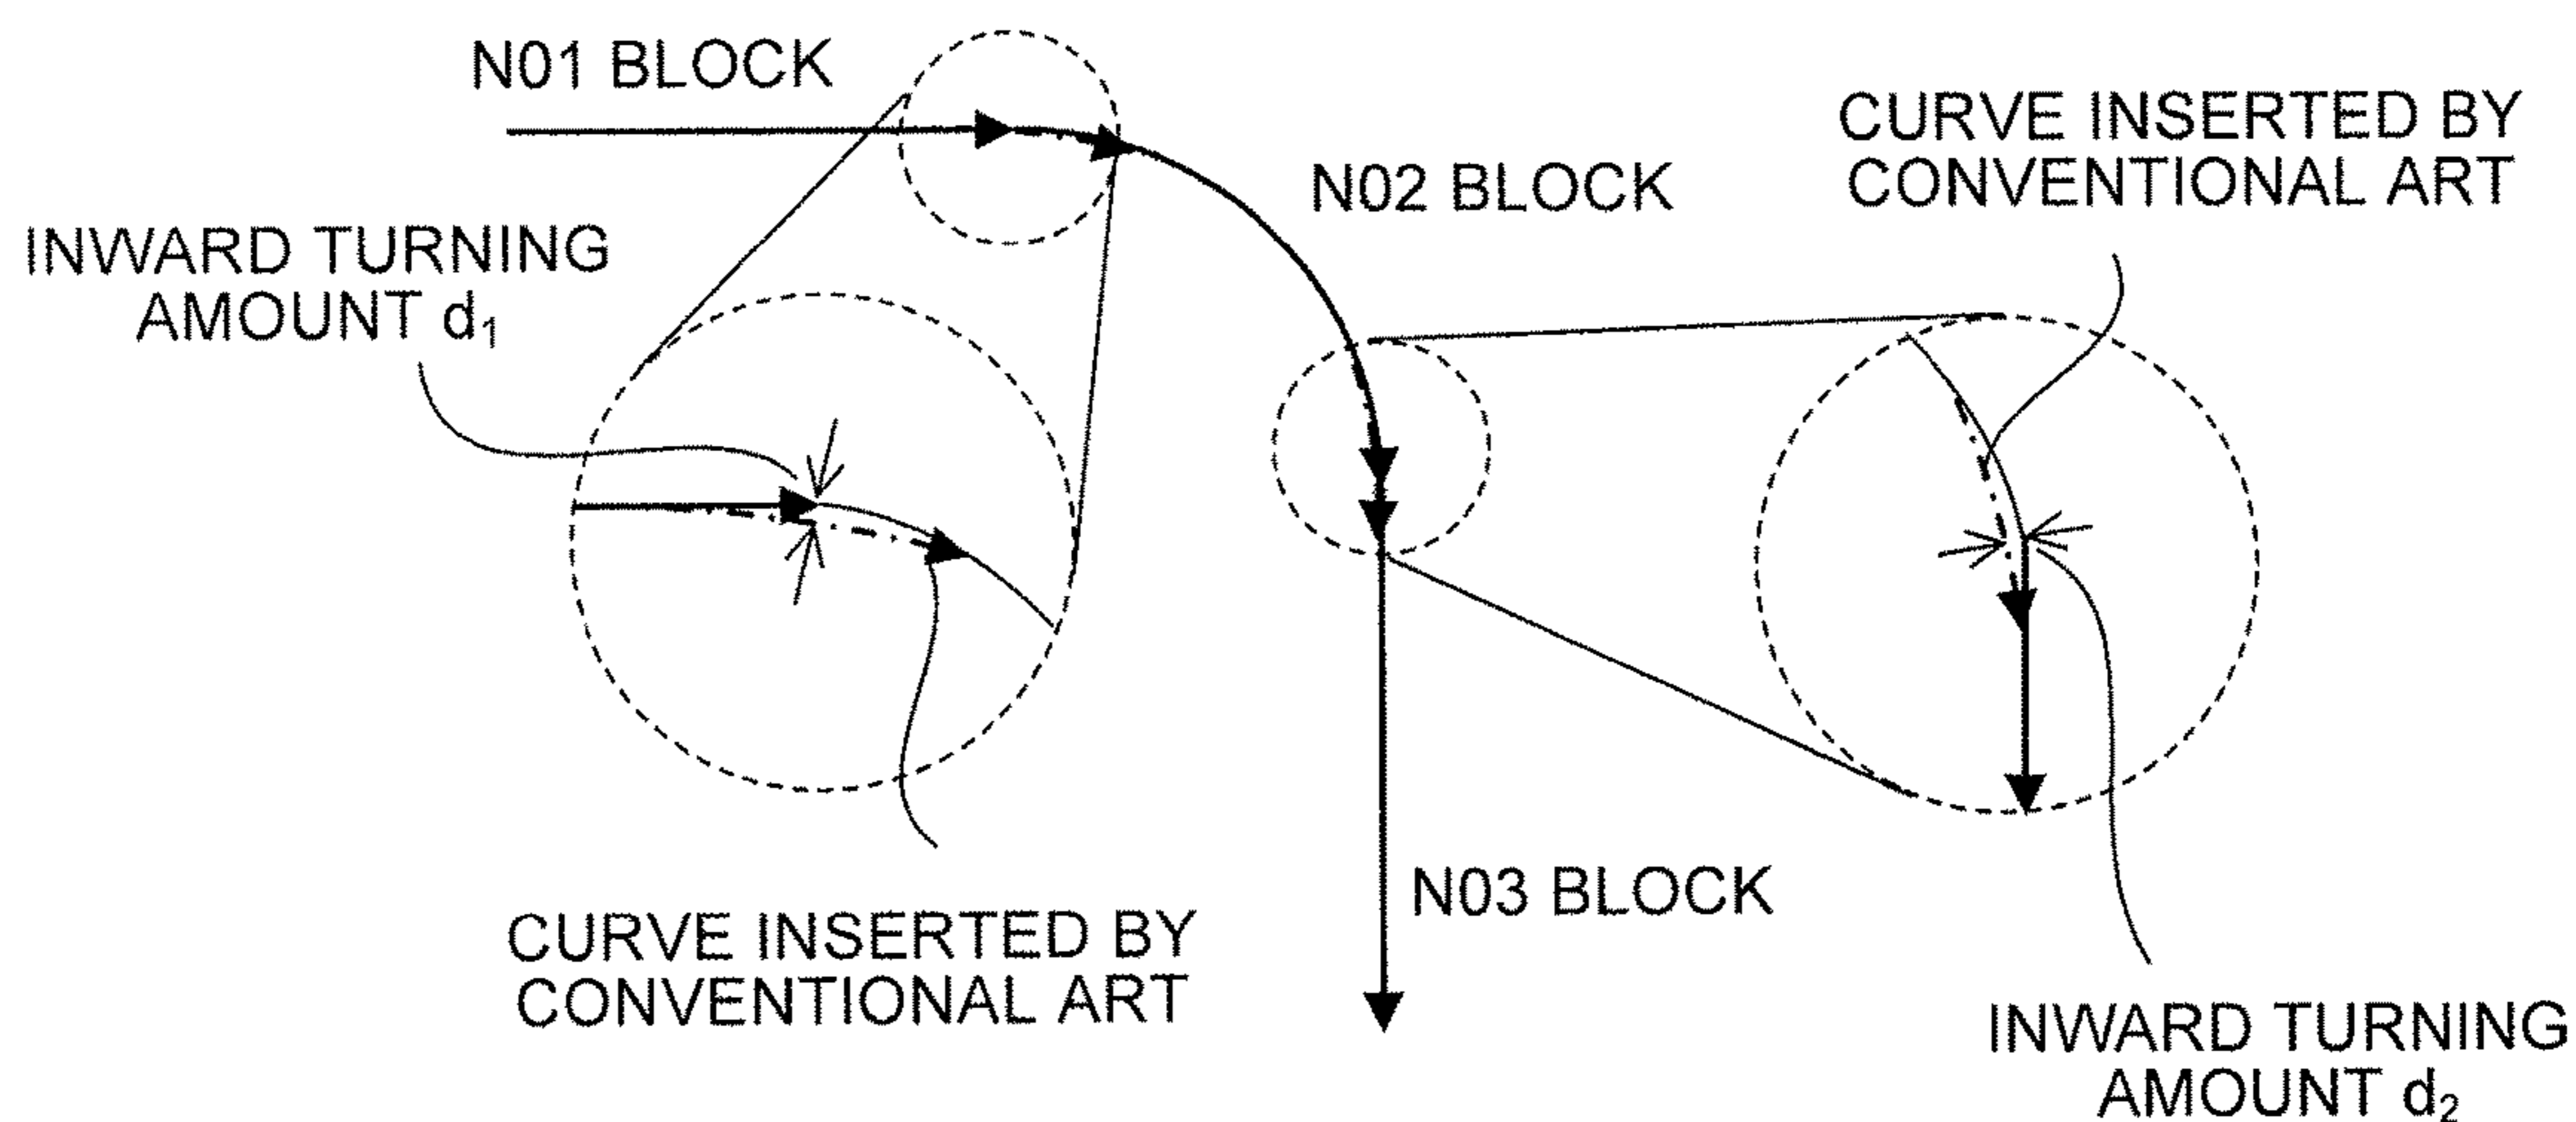 N01 BLOCK
CURVE INSERTED BY
CONVENTIONAL ART
N02 BLOCK
INWARD TURNING
AMOUNT d₁
N03 BLOCK
CURVE INSERTED BY
CONVENTIONAL ART
INWARD TURNING
AMOUNT d₂